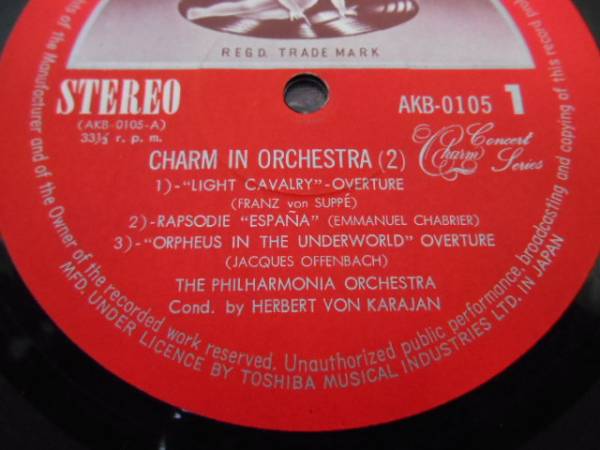 REGD. TRADE MARK
STEREO
(AKB-0105-A)
33⅓ r. p. m.
AKB-0105 1
Charm Concert Series
CHARM IN ORCHESTRA (2)
1)-"LIGHT CAVALRY"-OVERTURE
(FRANZ von SUPPÉ)
2)-RAPSODIE "ESPAÑA" (EMMANUEL CHABRIER)
3)-"ORPHEUS IN THE UNDERWORLD" OVERTURE
(JACQUES OFFENBACH)
THE PHILHARMONIA ORCHESTRA
Cond. by HERBERT VON KARAJAN
of the Manufacturer and of the Owner of the recorded work reserved. Unauthorized public performance, broadcasting and copying of this record
MFD. UNDER LICENCE BY TOSHIBA MUSICAL INDUSTRIES LTD. IN JAPAN